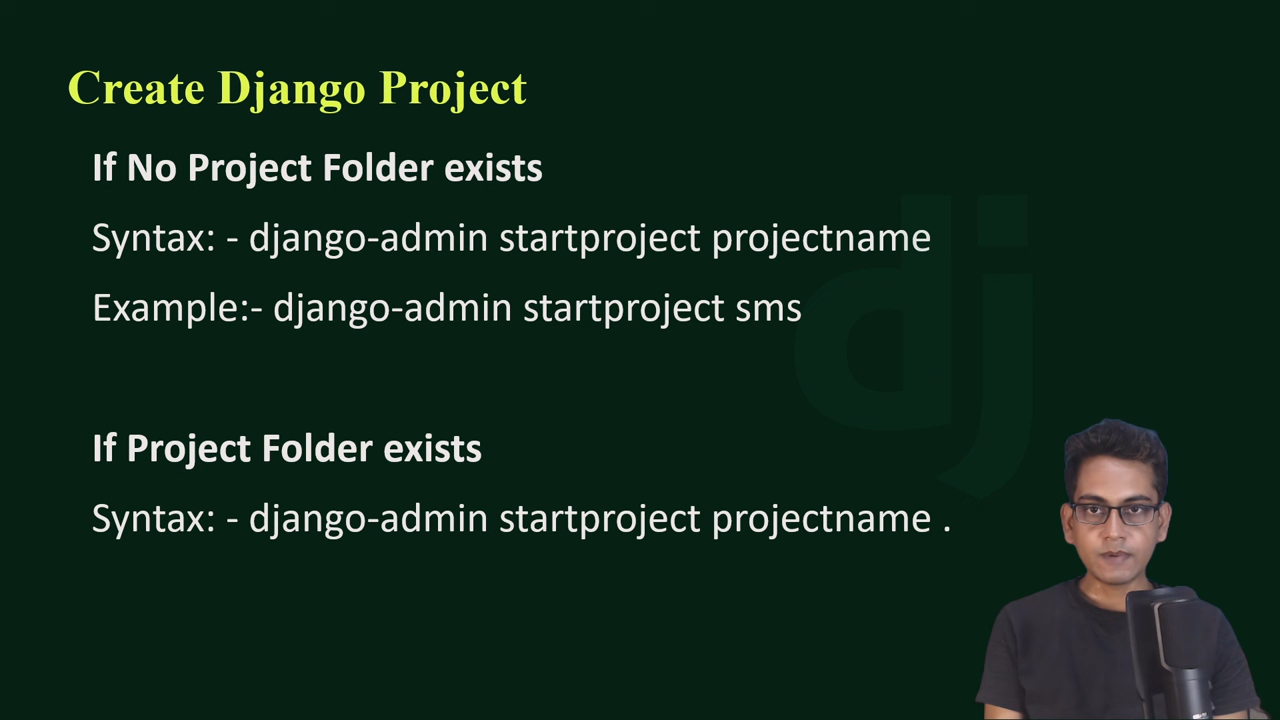 Create Django Project
If No Project Folder exists
Syntax: - django-admin startproject projectname
Example:- django-admin startproject sms
dj
If Project Folder exists
Syntax: - django-admin startproject projectname .